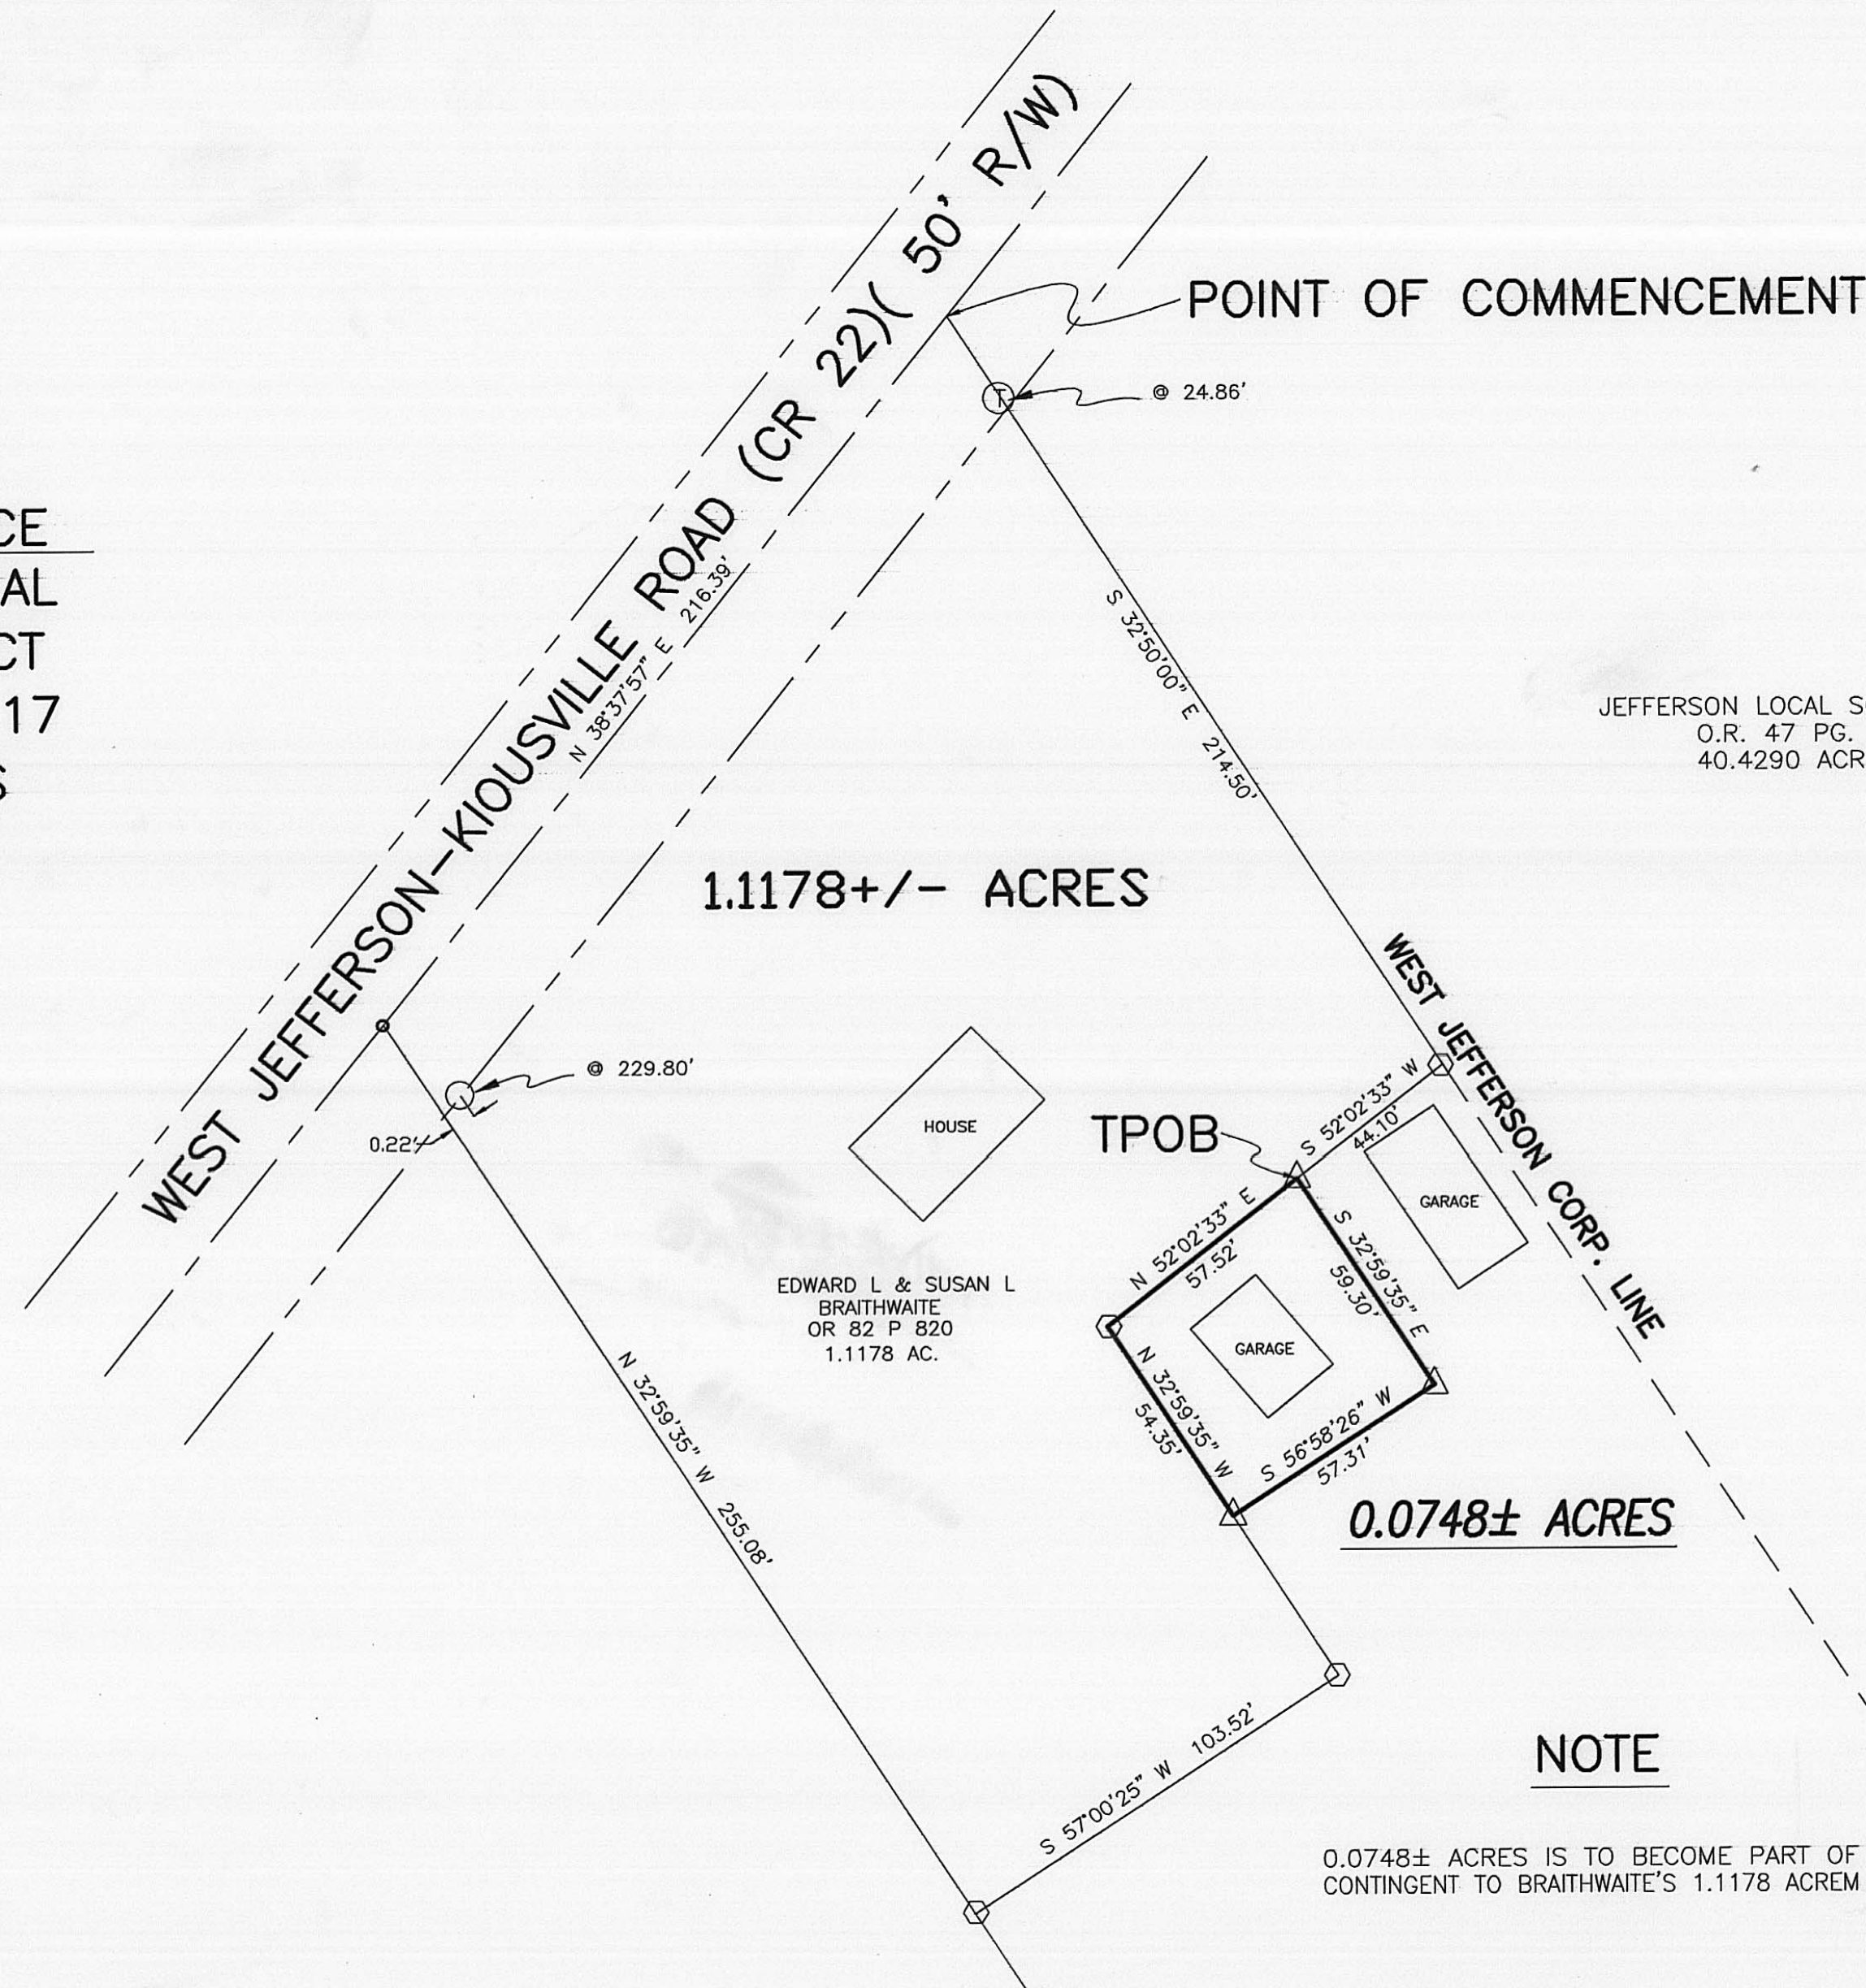 POINT OF COMMENCEMENT
@ 24.86'
WEST JEFFERSON-KIOUSVILLE ROAD (CR 22)( 50' R/W)
N 38°37'57" E 216.39'
CE
AL
CT
17
S 32°50'00" E 214.50'
JEFFERSON LOCAL
O.R. 47 PG.
40.4290 ACR
1.1178+/- ACRES
WEST JEFFERSON CORP. LINE
@ 229.80'
0.22'
HOUSE
TPOB
S 52°02'33" W
44.10'
GARAGE
N 52°02'33" E
57.52'
S 32°59'35" E
59.30'
GARAGE
EDWARD L & SUSAN L
BRAITHWAITE
OR 82 P 820
1.1178 AC.
N 32°59'35" W
54.35'
S 56°58'26" W
57.31'
N 32°59'35" W 255.08'
0.0748± ACRES
S 57°00'25" W 103.52'
NOTE
0.0748± ACRES IS TO BECOME PART OF
CONTINGENT TO BRAITHWAITE'S 1.1178 ACREM